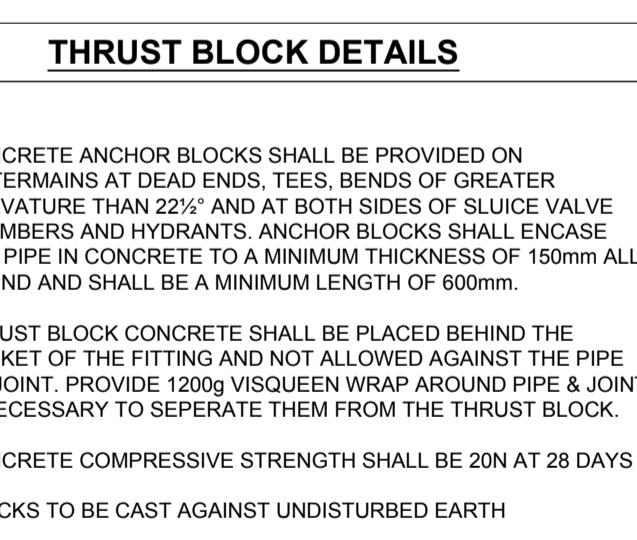 THRUST BLOCK DETAILS
CRETE ANCHOR BLOCKS SHALL BE PROVIDED ON
TERMAINS AT DEAD ENDS, TEES, BENDS OF GREATER
VATURE THAN 22½° AND AT BOTH SIDES OF SLUICE VALVE
MBERS AND HYDRANTS. ANCHOR BLOCKS SHALL ENCASE
PIPE IN CONCRETE TO A MINIMUM THICKNESS OF 150mm ALL
ND AND SHALL BE A MINIMUM LENGTH OF 600mm.
UST BLOCK CONCRETE SHALL BE PLACED BEHIND THE
KET OF THE FITTING AND NOT ALLOWED AGAINST THE PIPE
JOINT. PROVIDE 1200g VISQUEEN WRAP AROUND PIPE & JOINT
ECESSARY TO SEPERATE THEM FROM THE THRUST BLOCK.
CRETE COMPRESSIVE STRENGTH SHALL BE 20N AT 28 DAYS
CKS TO BE CAST AGAINST UNDISTURBED EARTH